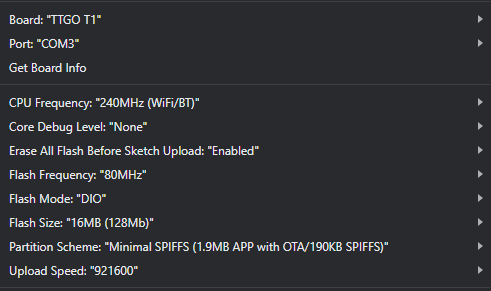 Board: "TTGO T1"
Port: "COM3"
Get Board Info
CPU Frequency: "240MHz (WiFi/BT)"
Core Debug Level: "None"
Erase All Flash Before Sketch Upload: "Enabled"
Flash Frequency: "80MHz"
Flash Mode: "DIO"
Flash Size: "16MB (128Mb)"
Partition Scheme: "Minimal SPIFFS (1.9MB APP with OTA/190KB SPIFFS)"
Upload Speed: "921600"